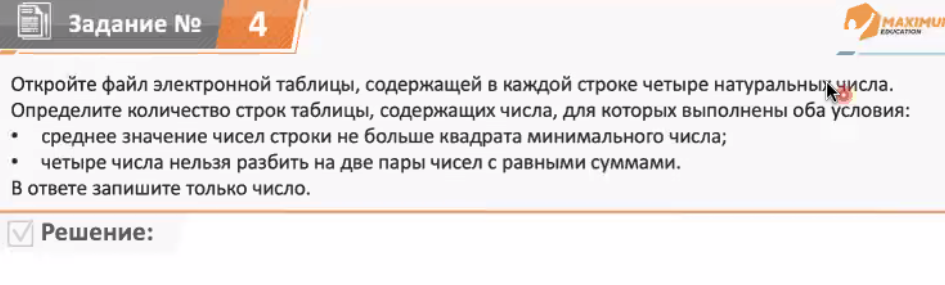 Задание № 4
MAXIMUM
EDUCATION
Откройте файл электронной таблицы, содержащей в каждой строке четыре натуральных числа.
Определите количество строк таблицы, содержащих числа, для которых выполнены оба условия:
• среднее значение чисел строки не больше квадрата минимального числа;
• четыре числа нельзя разбить на две пары чисел с равными суммами.
В ответе запишите только число.
Решение: